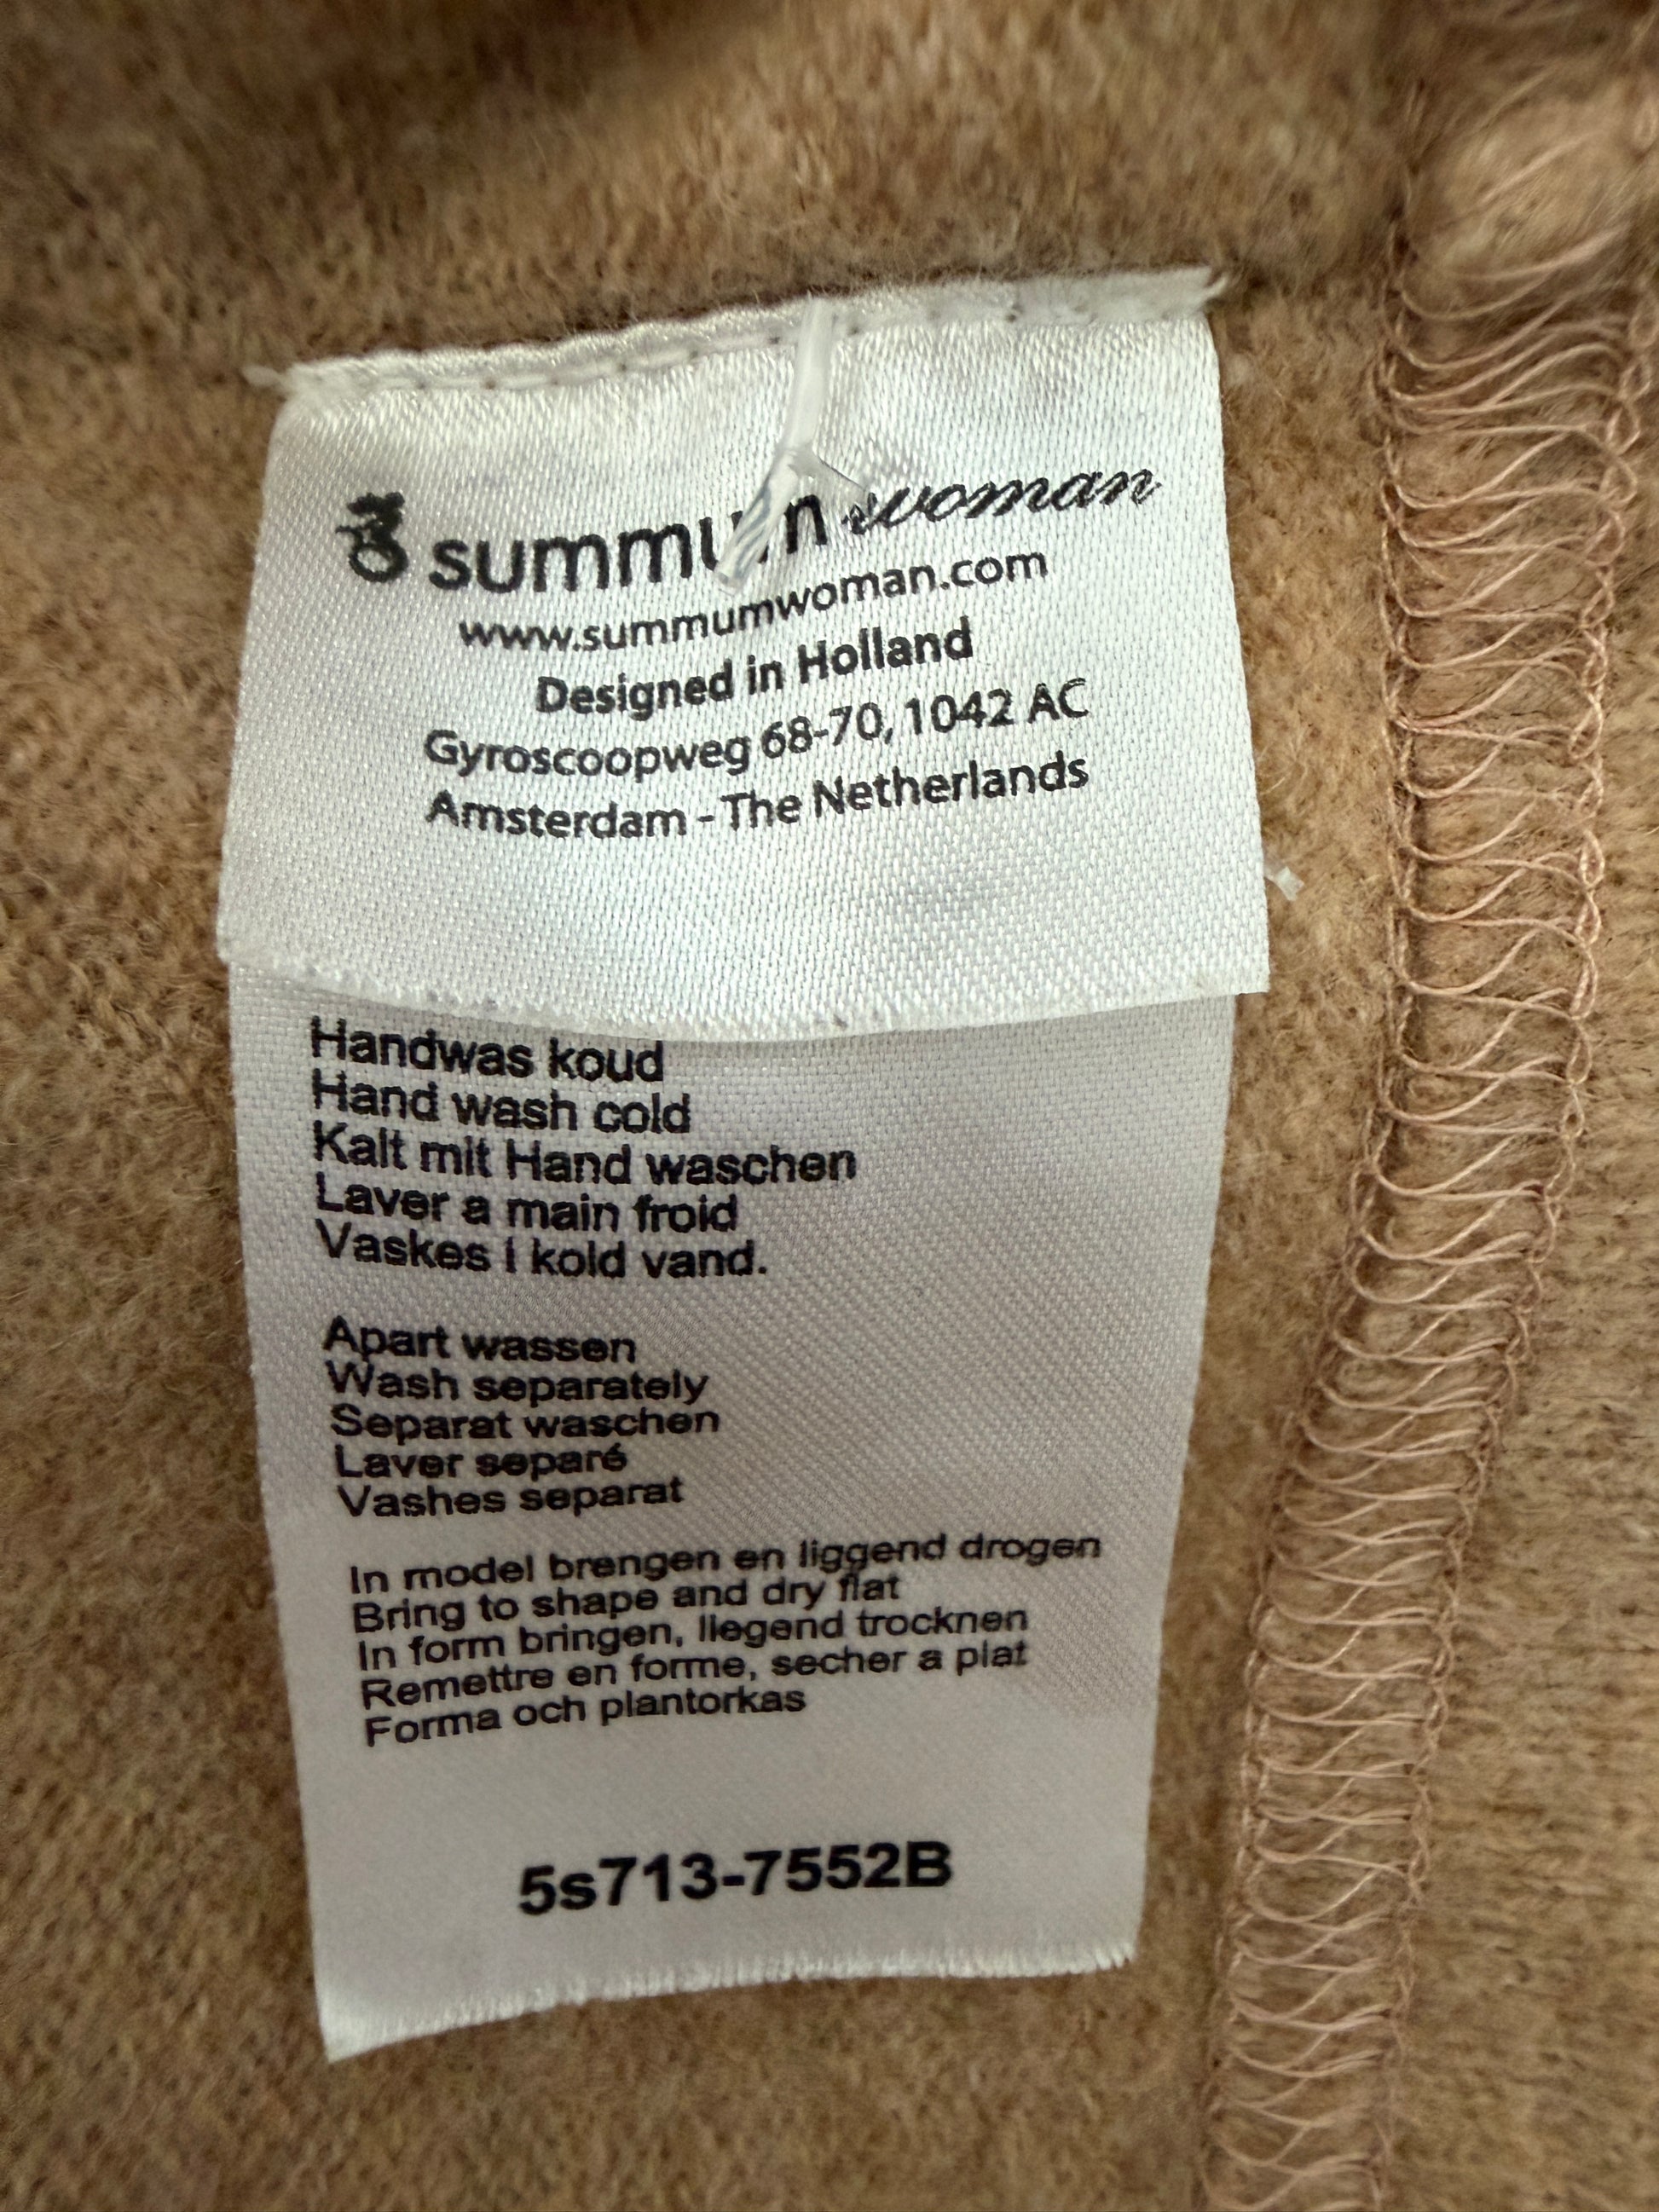 summum woman
www.summumwoman.com
Designed in Holland
Gyroscoopweg 68-70, 1042 AC
Amsterdam - The Netherlands
Handwas koud
Hand wash cold
Kalt mit Hand waschen
Laver a main froid
Vaskes i kold vand.
Apart wassen
Wash separately
Separat waschen
Laver separé
Vashes separat
In model brengen en liggend drogen
Bring to shape and dry flat
In form bringen, liegend trocknen
Remettre en forme, secher a plat
Forma och plantorkas
5s713-7552B